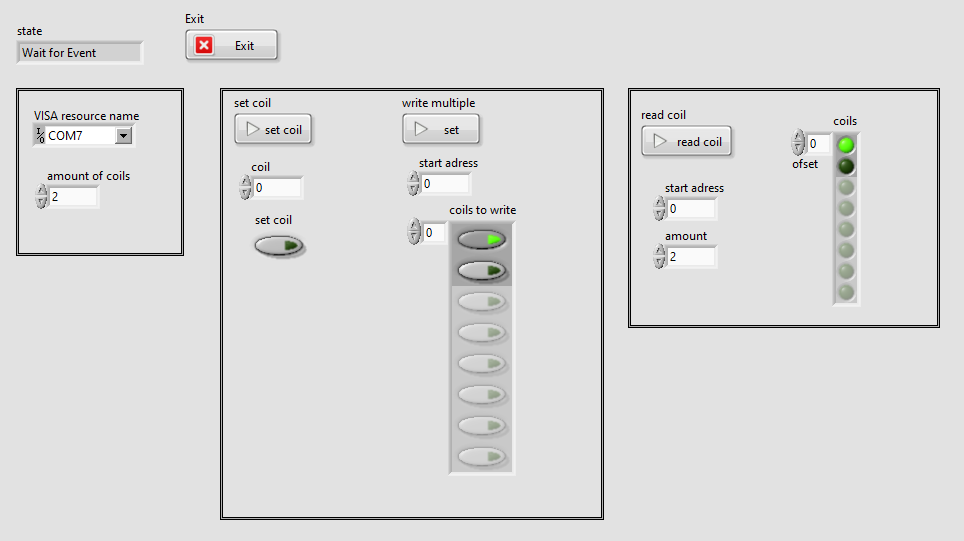 state
Wait for Event
Exit
Exit
VISA resource name
I/O COM7
amount of coils
2
set coil
set coil
coil
0
set coil
write multiple
set
start adress
0
coils to write
0
read coil
read coil
start adress
0
amount
2
coils
0
ofset